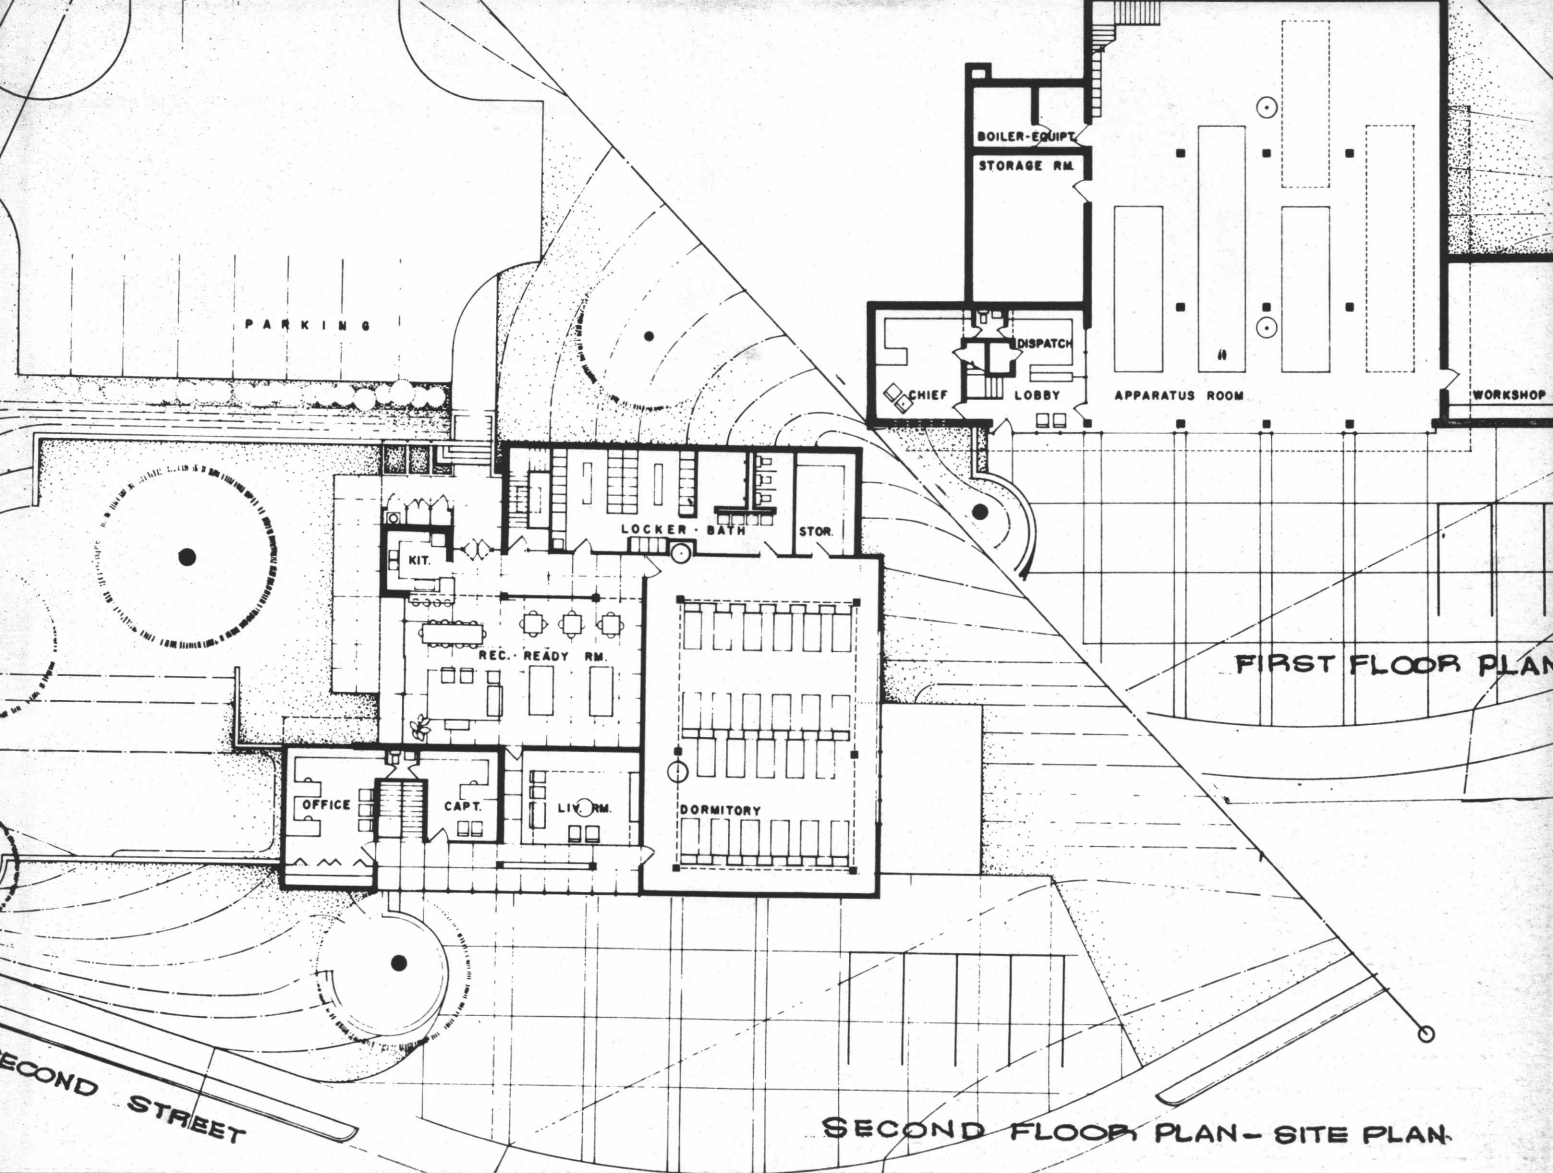 BOILER-EQUIPT.
STORAGE RM.
PARKING
DISPATCH
CHIEF
LOBBY
APPARATUS ROOM
WORKSHOP
LOCKER · BATH
STOR.
KIT.
REC. · READY RM.
FIRST FLOOR PLAN
OFFICE
CAPT.
LIV. RM.
DORMITORY
ECOND STREET
SECOND FLOOR PLAN - SITE PLAN.